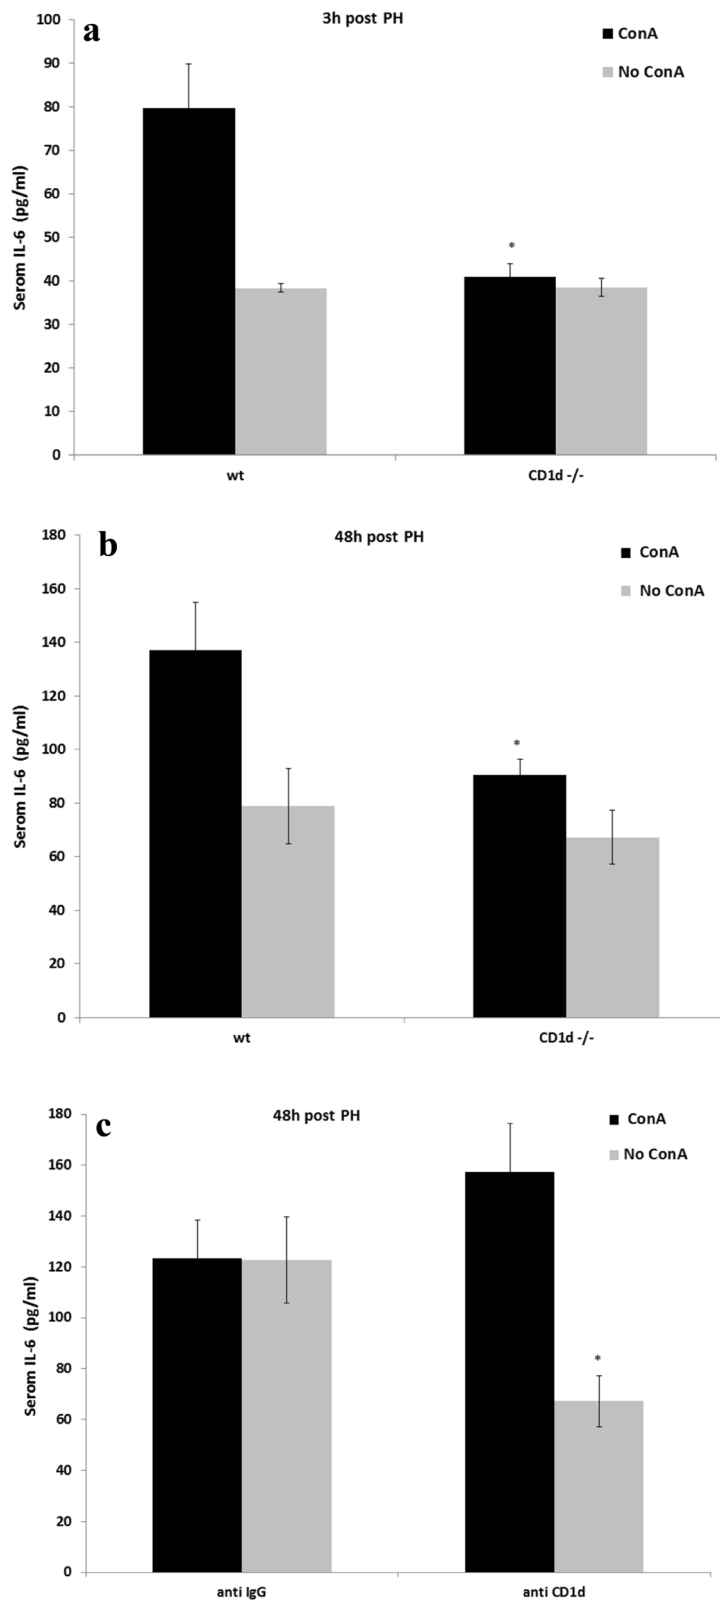 a
3h post PH
ConA
No ConA
Serom IL-6 (pg/ml)
100
90
80
70
60
50
40
30
20
10
0
*
wt
CD1d -/-
b
48h post PH
ConA
No ConA
Serom IL-6 (pg/ml)
180
160
140
120
100
80
60
40
20
0
*
wt
CD1d -/-
c
48h post PH
ConA
No ConA
Serom IL-6 (pg/ml)
180
160
140
120
100
80
60
40
20
0
*
anti IgG
anti CD1d